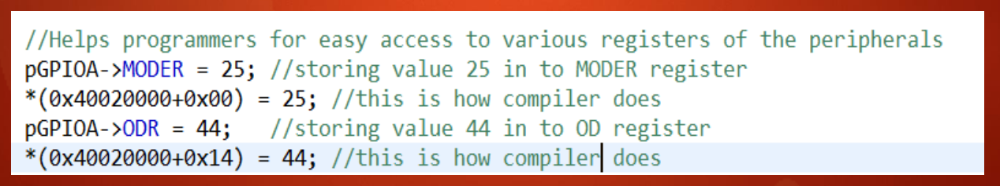 //Helps programmers for easy access to various registers of the peripherals
pGPIOA->MODER = 25; //storing value 25 in to MODER register
*(0x40020000+0x00) = 25; //this is how compiler does
pGPIOA->ODR = 44;   //storing value 44 in to OD register
*(0x40020000+0x14) = 44; //this is how compiler does